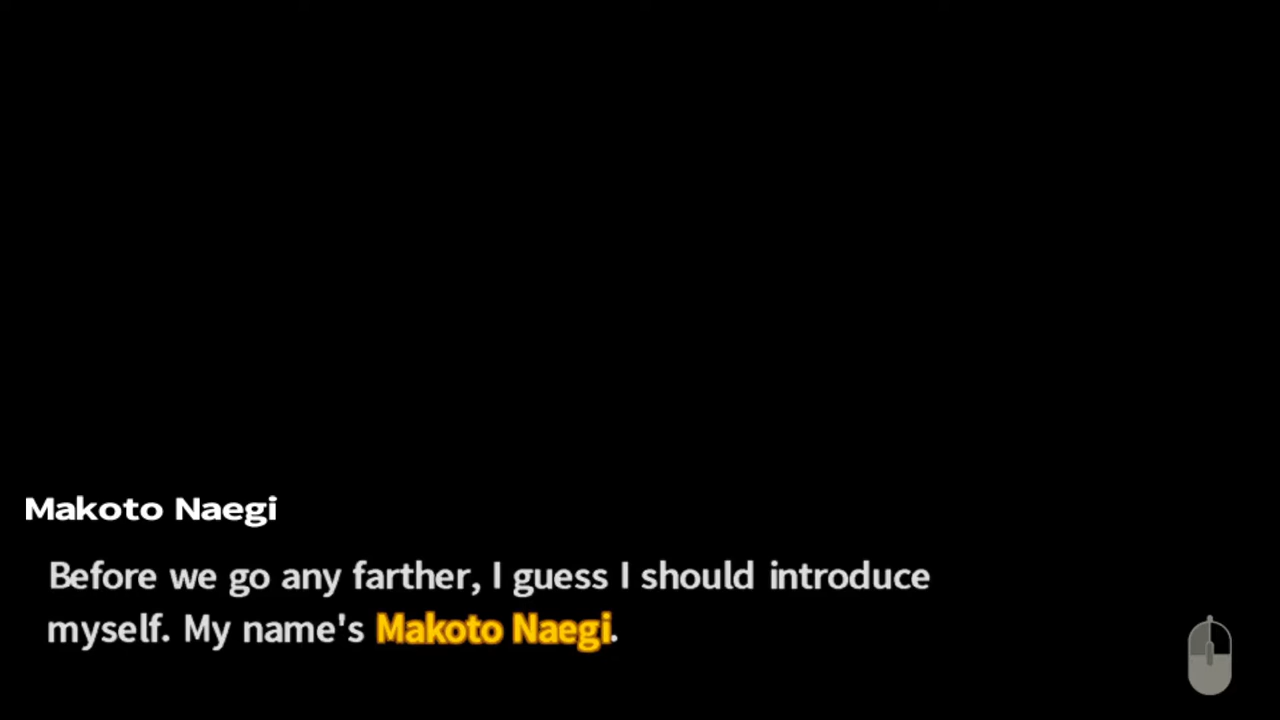 Makoto Naegi
Before we go any farther, I guess I should introduce
myself. My name's Makoto Naegi.